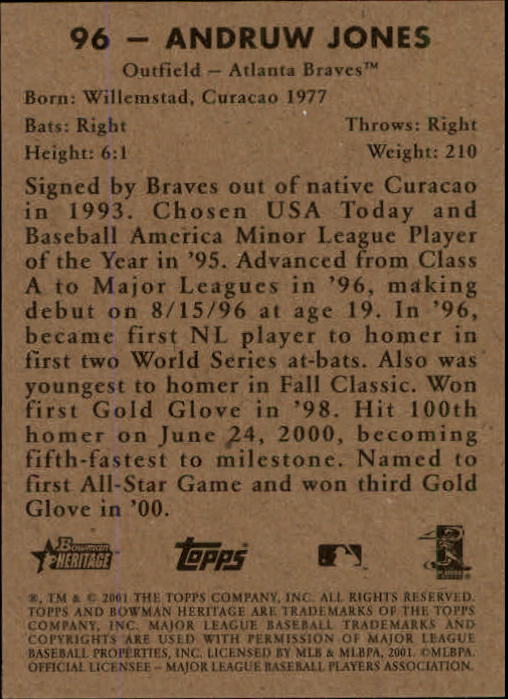 96 – ANDRUW JONES
Outfield – Atlanta Braves™
Born: Willemstad, Curacao 1977
Bats: Right Throws: Right
Height: 6:1 Weight: 210
Signed by Braves out of native Curacao
in 1993. Chosen USA Today and
Baseball America Minor League Player
of the Year in '95. Advanced from Class
A to Major Leagues in '96, making
debut on 8/15/96 at age 19. In '96,
became first NL player to homer in
first two World Series at-bats. Also was
youngest to homer in Fall Classic. Won
first Gold Glove in '98. Hit 100th
homer on June 24, 2000, becoming
fifth-fastest to milestone. Named to
first All-Star Game and won third Gold
Glove in '00.
Bowman
HERITAGE
Topps
®, TM & © 2001 THE TOPPS COMPANY, INC. ALL RIGHTS RESERVED.
TOPPS AND BOWMAN HERITAGE ARE TRADEMARKS OF THE TOPPS
COMPANY, INC. MAJOR LEAGUE BASEBALL TRADEMARKS AND
COPYRIGHTS ARE USED WITH PERMISSION OF MAJOR LEAGUE
BASEBALL PROPERTIES, INC. LICENSED BY MLB & MLBPA, 2001. ©MLBPA.
OFFICIAL LICENSEE – MAJOR LEAGUE BASEBALL PLAYERS ASSOCIATION.